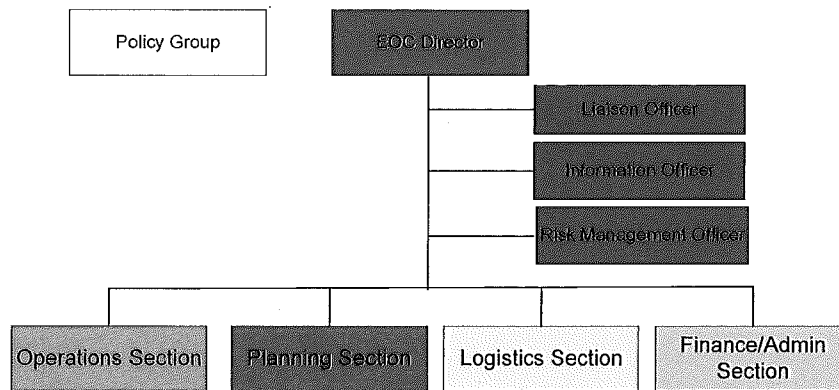 Policy Group
EOC Director
Liaison Officer
Information Officer
Risk Management Officer
Operations Section
Planning Section
Logistics Section
Finance/Admin
Section